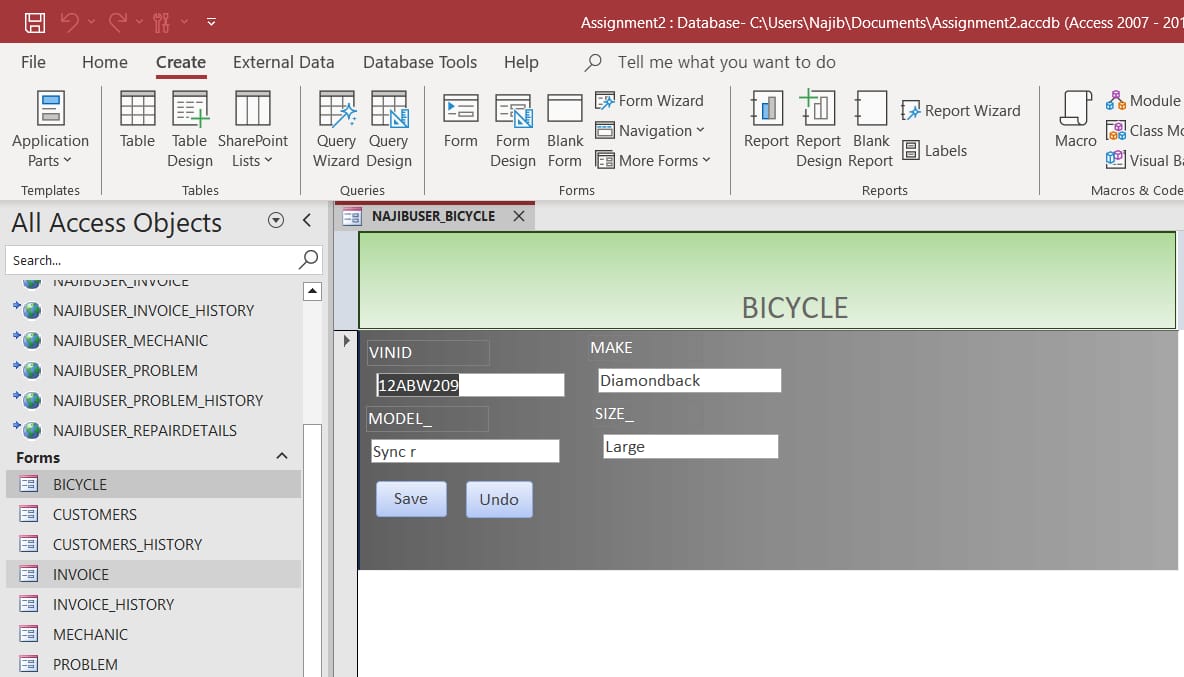 Assignment2 : Database- C:\Users\Najib\Documents\Assignment2.accdb (Access 2007 - 201
File Home Create External Data Database Tools Help Tell me what you want to do
Application Parts
Table
Table Design
SharePoint Lists
Query Wizard
Query Design
Form
Form Design
Blank Form
Form Wizard
Navigation
More Forms
Report
Report Design
Blank Report
Report Wizard
Labels
Macro
Module
Class Mo
Visual Ba
Templates Tables Queries Forms Reports Macros & Code
All Access Objects
Search...
NAJIBUSER_INVOICE
NAJIBUSER_INVOICE_HISTORY
NAJIBUSER_MECHANIC
NAJIBUSER_PROBLEM
NAJIBUSER_PROBLEM_HISTORY
NAJIBUSER_REPAIRDETAILS
Forms
BICYCLE
CUSTOMERS
CUSTOMERS_HISTORY
INVOICE
INVOICE_HISTORY
MECHANIC
PROBLEM
NAJIBUSER_BICYCLE
BICYCLE
VINID
12ABW209
MAKE
Diamondback
MODEL_
Sync r
SIZE_
Large
Save Undo